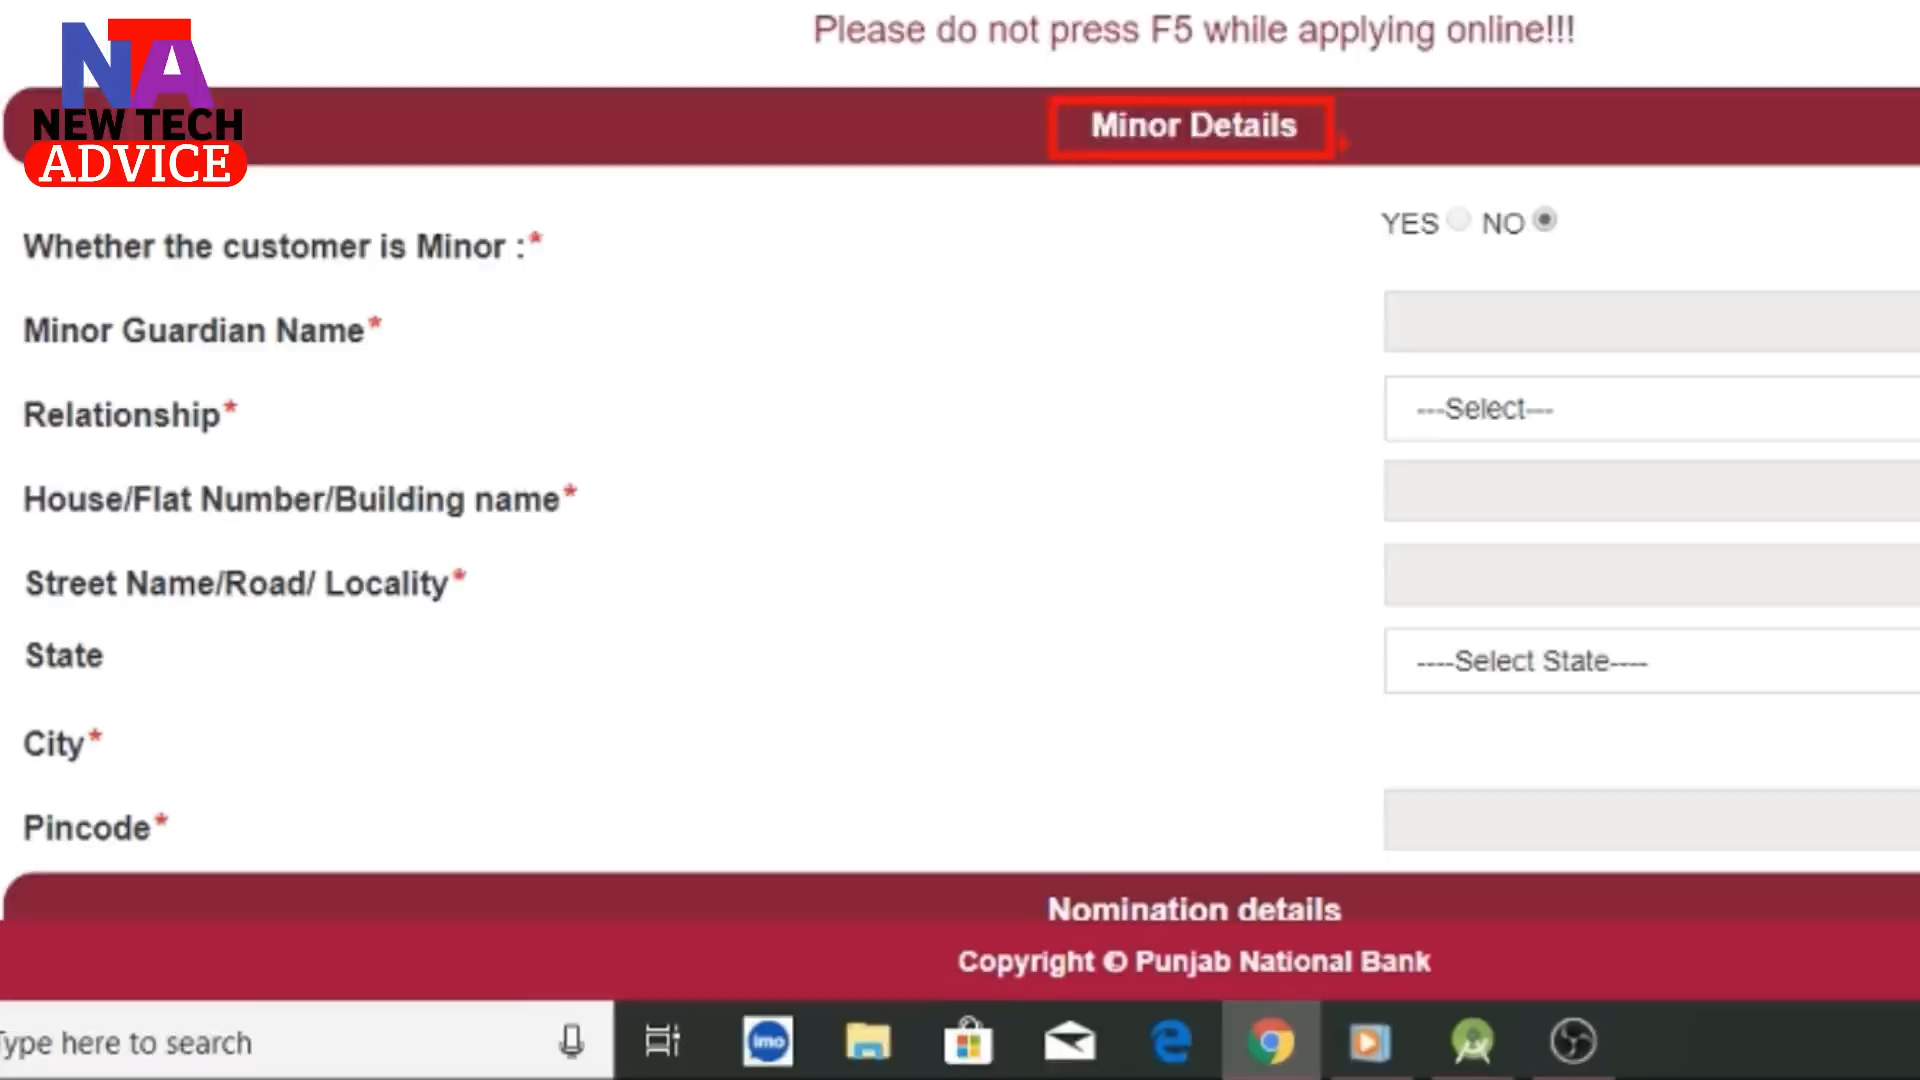 Please do not press F5 while applying online!!!
NTA
NEW TECH
ADVICE
Minor Details
Whether the customer is Minor :*
YES NO
Minor Guardian Name*
Relationship*
---Select---
House/Flat Number/Building name*
Street Name/Road/ Locality*
State
----Select State----
City*
Pincode*
Nomination details
Copyright © Punjab National Bank
Type here to search
imo